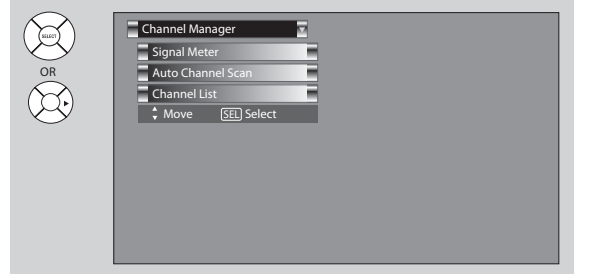 SELECT
OR
Channel Manager
Signal Meter
Auto Channel Scan
Channel List
Move SEL Select